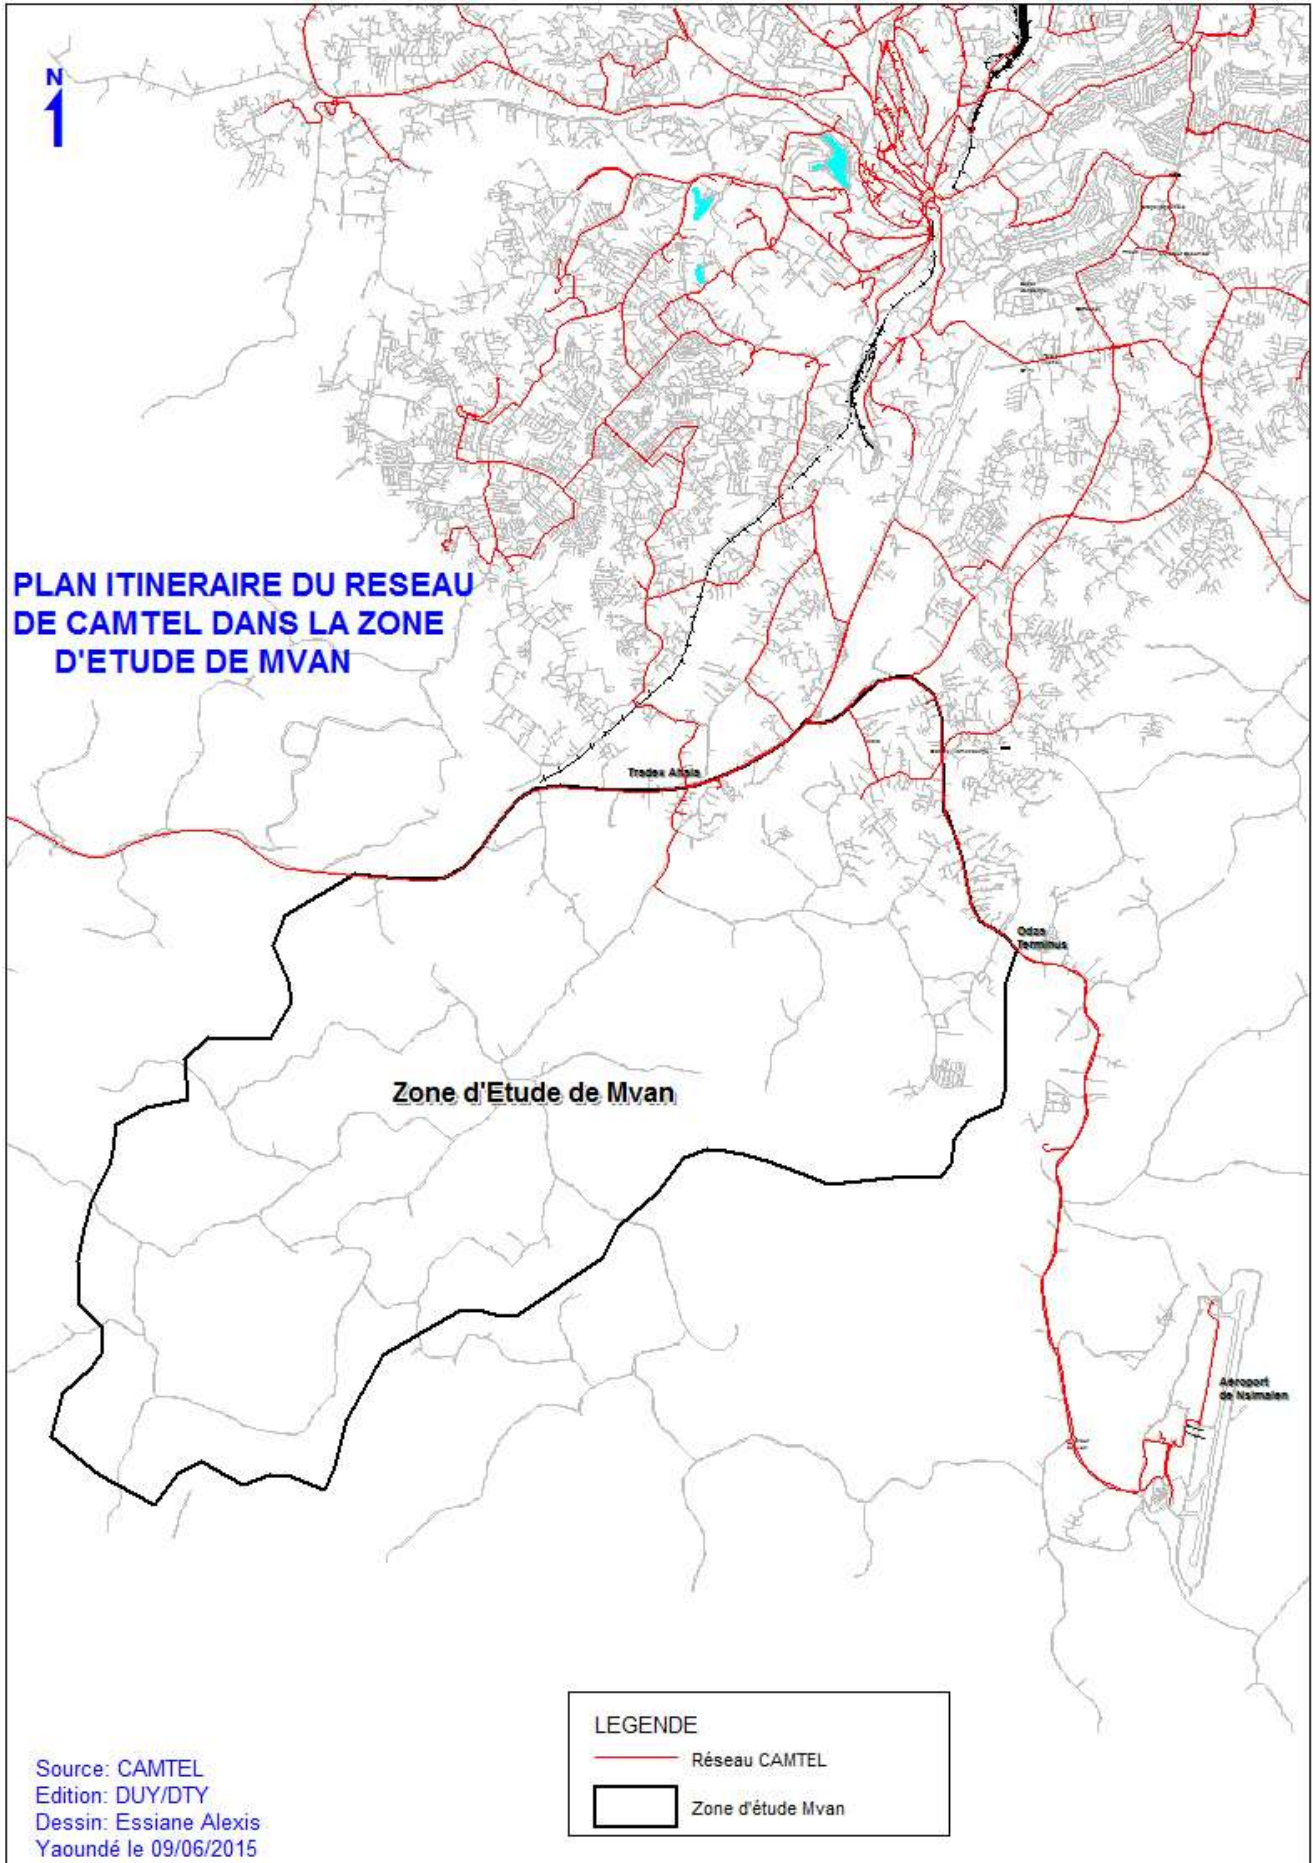 N
PLAN ITINERAIRE DU RESEAU
DE CAMTEL DANS LA ZONE
D'ETUDE DE MVAN
Tradex Ahala
Odza
Terminus
Zone d'Etude de Mvan
Aéroport
de Nsimalen
LEGENDE
Réseau CAMTEL
Zone d'étude Mvan
Source: CAMTEL
Edition: DUY/DTY
Dessin: Essiane Alexis
Yaoundé le 09/06/2015